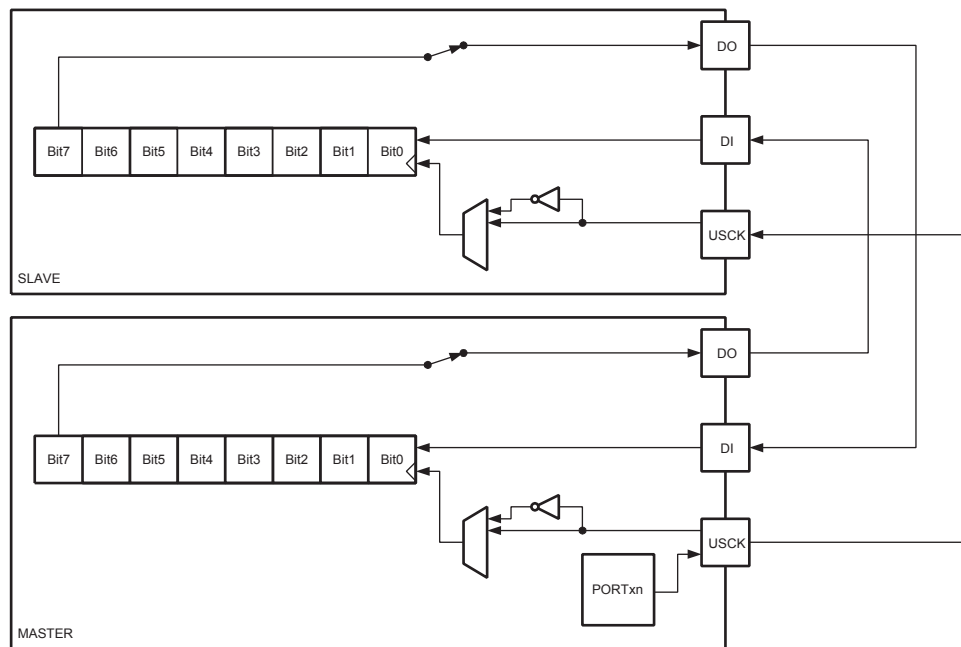 DO
Bit7 Bit6 Bit5 Bit4 Bit3 Bit2 Bit1 Bit0
DI
USCK
SLAVE
DO
Bit7 Bit6 Bit5 Bit4 Bit3 Bit2 Bit1 Bit0
DI
USCK
PORTxn
MASTER